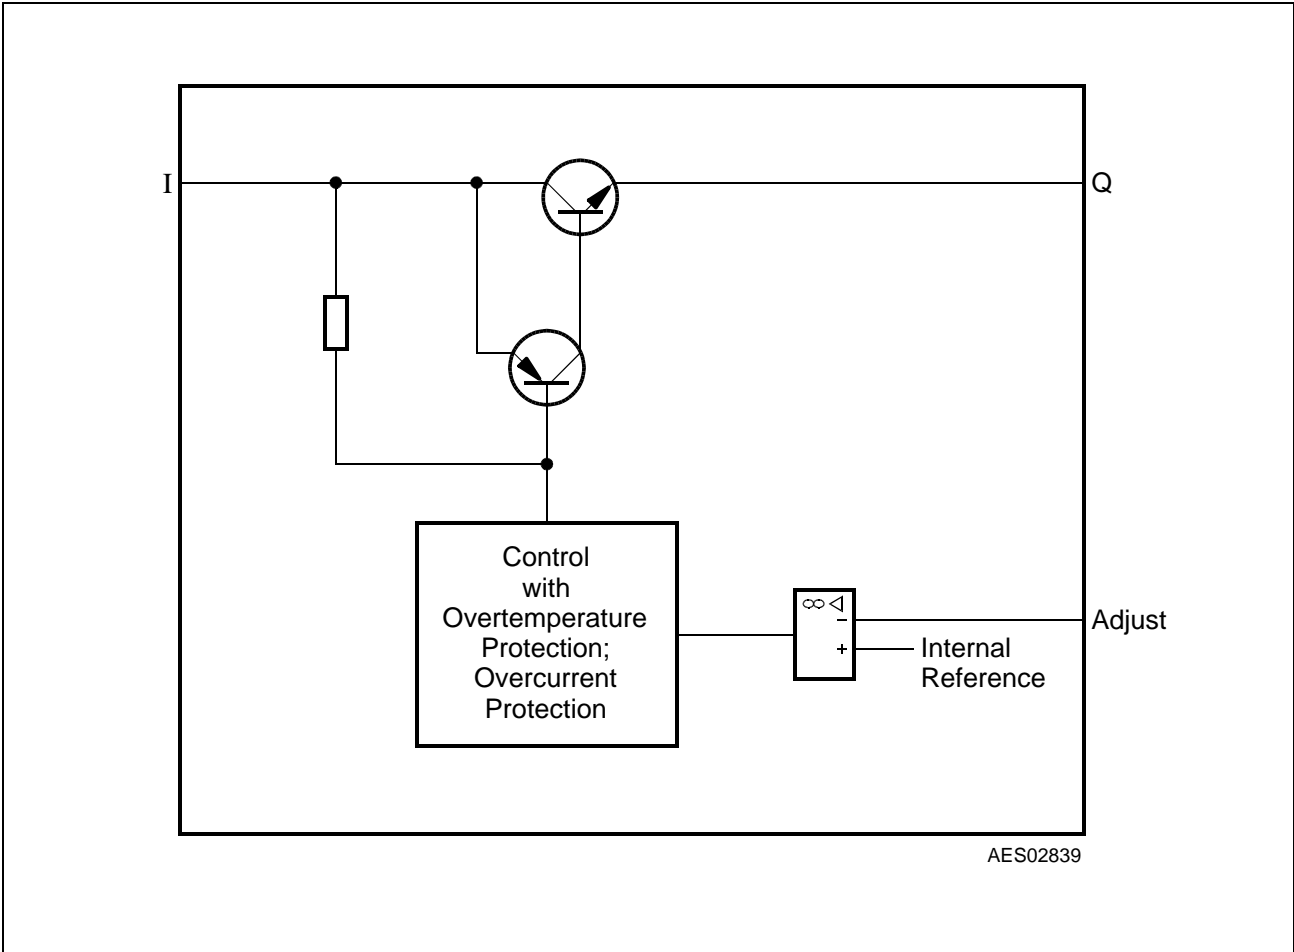 I
Q
Control
with
Overtemperature
Protection;
Overcurrent
Protection
∞ ◁
−
+
Adjust
Internal
Reference
AES02839